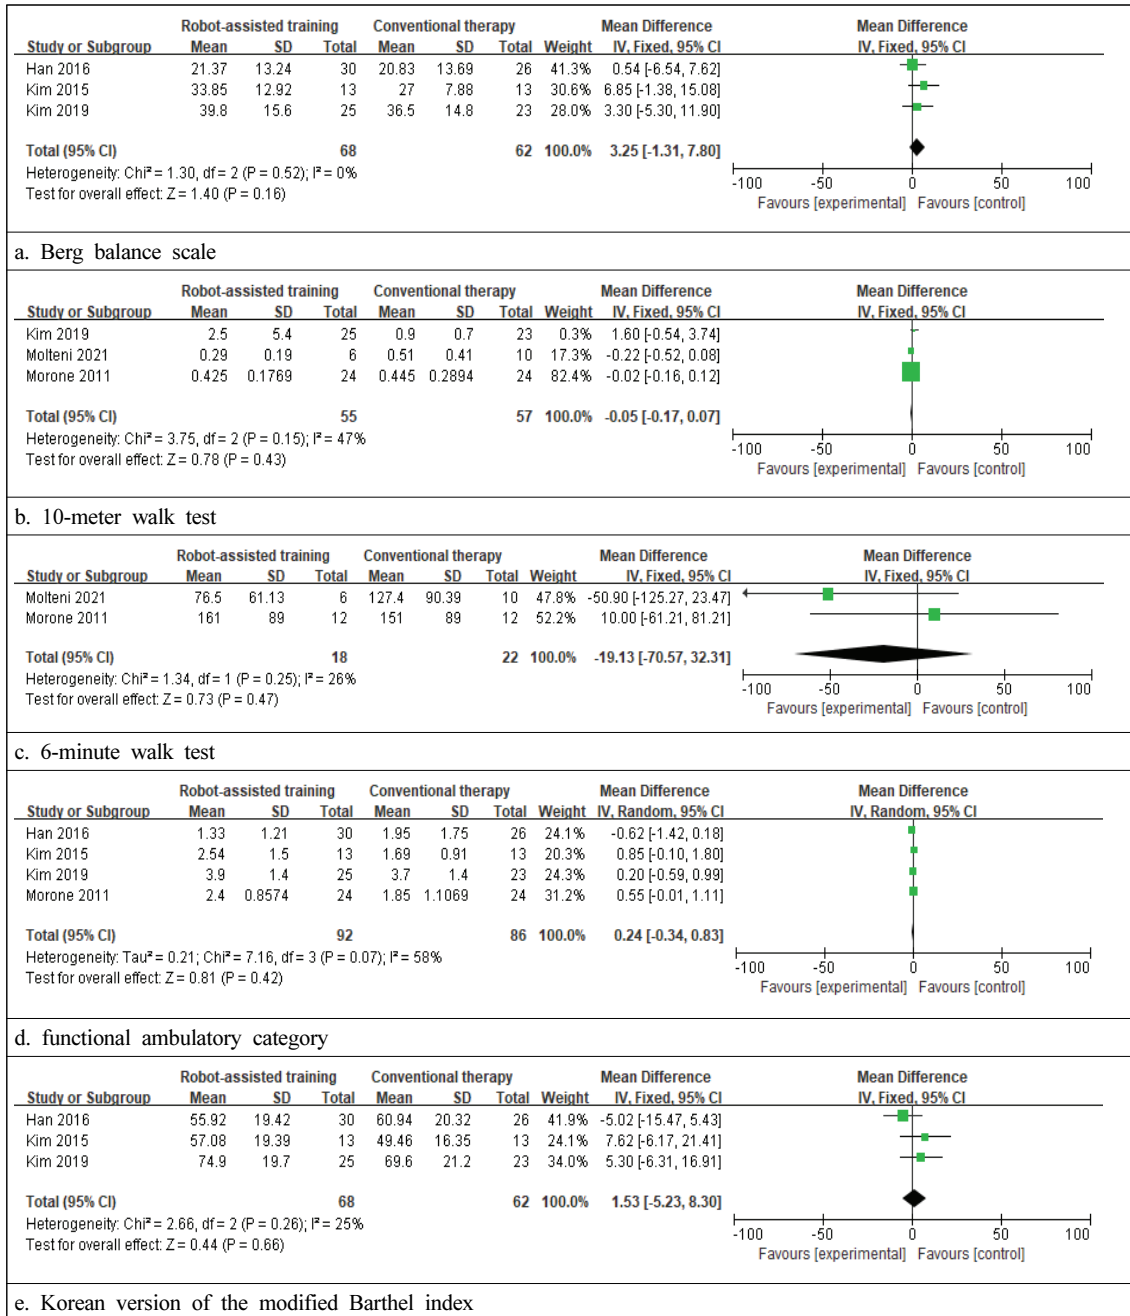 Robot-assisted training Conventional therapy Mean Difference Mean Difference
Study or Subgroup Mean SD Total Mean SD Total Weight IV, Fixed, 95% CI IV, Fixed, 95% CI
Han 2016 21.37 13.24 30 20.83 13.69 26 41.3% 0.54 [-6.54, 7.62]
Kim 2015 33.85 12.92 13 27 7.88 13 30.6% 6.85 [-1.38, 15.08]
Kim 2019 39.8 15.6 25 36.5 14.8 23 28.0% 3.30 [-5.30, 11.90]
Total (95% CI) 68 62 100.0% 3.25 [-1.31, 7.80]
Heterogeneity: Chi² = 1.30, df = 2 (P = 0.52); I² = 0%
Test for overall effect: Z = 1.40 (P = 0.16)
-100 -50 0 50 100
Favours [experimental] Favours [control]
a. Berg balance scale
Robot-assisted training Conventional therapy Mean Difference Mean Difference
Study or Subgroup Mean SD Total Mean SD Total Weight IV, Fixed, 95% CI IV, Fixed, 95% CI
Kim 2019 2.5 5.4 25 0.9 0.7 23 0.3% 1.60 [-0.54, 3.74]
Molteni 2021 0.29 0.19 6 0.51 0.41 10 17.3% -0.22 [-0.52, 0.08]
Morone 2011 0.425 0.1769 24 0.445 0.2894 24 82.4% -0.02 [-0.16, 0.12]
Total (95% CI) 55 57 100.0% -0.05 [-0.17, 0.07]
Heterogeneity: Chi² = 3.75, df = 2 (P = 0.15); I² = 47%
Test for overall effect: Z = 0.78 (P = 0.43)
-100 -50 0 50 100
Favours [experimental] Favours [control]
b. 10-meter walk test
Robot-assisted training Conventional therapy Mean Difference Mean Difference
Study or Subgroup Mean SD Total Mean SD Total Weight IV, Fixed, 95% CI IV, Fixed, 95% CI
Molteni 2021 76.5 61.13 6 127.4 90.39 10 47.8% -50.90 [-125.27, 23.47]
Morone 2011 161 89 12 151 89 12 52.2% 10.00 [-61.21, 81.21]
Total (95% CI) 18 22 100.0% -19.13 [-70.57, 32.31]
Heterogeneity: Chi² = 1.34, df = 1 (P = 0.25); I² = 26%
Test for overall effect: Z = 0.73 (P = 0.47)
-100 -50 0 50 100
Favours [experimental] Favours [control]
c. 6-minute walk test
Robot-assisted training Conventional therapy Mean Difference Mean Difference
Study or Subgroup Mean SD Total Mean SD Total Weight IV, Random, 95% CI IV, Random, 95% CI
Han 2016 1.33 1.21 30 1.95 1.75 26 24.1% -0.62 [-1.42, 0.18]
Kim 2015 2.54 1.5 13 1.69 0.91 13 20.3% 0.85 [-0.10, 1.80]
Kim 2019 3.9 1.4 25 3.7 1.4 23 24.3% 0.20 [-0.59, 0.99]
Morone 2011 2.4 0.8574 24 1.85 1.1069 24 31.2% 0.55 [-0.01, 1.11]
Total (95% CI) 92 86 100.0% 0.24 [-0.34, 0.83]
Heterogeneity: Tau² = 0.21; Chi² = 7.16, df = 3 (P = 0.07); I² = 58%
Test for overall effect: Z = 0.81 (P = 0.42)
-100 -50 0 50 100
Favours [experimental] Favours [control]
d. functional ambulatory category
Robot-assisted training Conventional therapy Mean Difference Mean Difference
Study or Subgroup Mean SD Total Mean SD Total Weight IV, Fixed, 95% CI IV, Fixed, 95% CI
Han 2016 55.92 19.42 30 60.94 20.32 26 41.9% -5.02 [-15.47, 5.43]
Kim 2015 57.08 19.39 13 49.46 16.35 13 24.1% 7.62 [-6.17, 21.41]
Kim 2019 74.9 19.7 25 69.6 21.2 23 34.0% 5.30 [-6.31, 16.91]
Total (95% CI) 68 62 100.0% 1.53 [-5.23, 8.30]
Heterogeneity: Chi² = 2.66, df = 2 (P = 0.26); I² = 25%
Test for overall effect: Z = 0.44 (P = 0.66)
-100 -50 0 50 100
Favours [experimental] Favours [control]
e. Korean version of the modified Barthel index